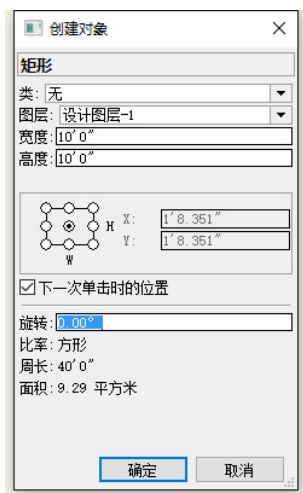 创建对象
矩形
类: 无
图层: 设计图层-1
宽度: 10'0"
高度: 10'0"
H X: 1'8.351"
Y: 1'8.351"
W
下一次单击时的位置
旋转: 0.00°
比率: 方形
周长: 40'0"
面积: 9.29 平方米
确定 取消